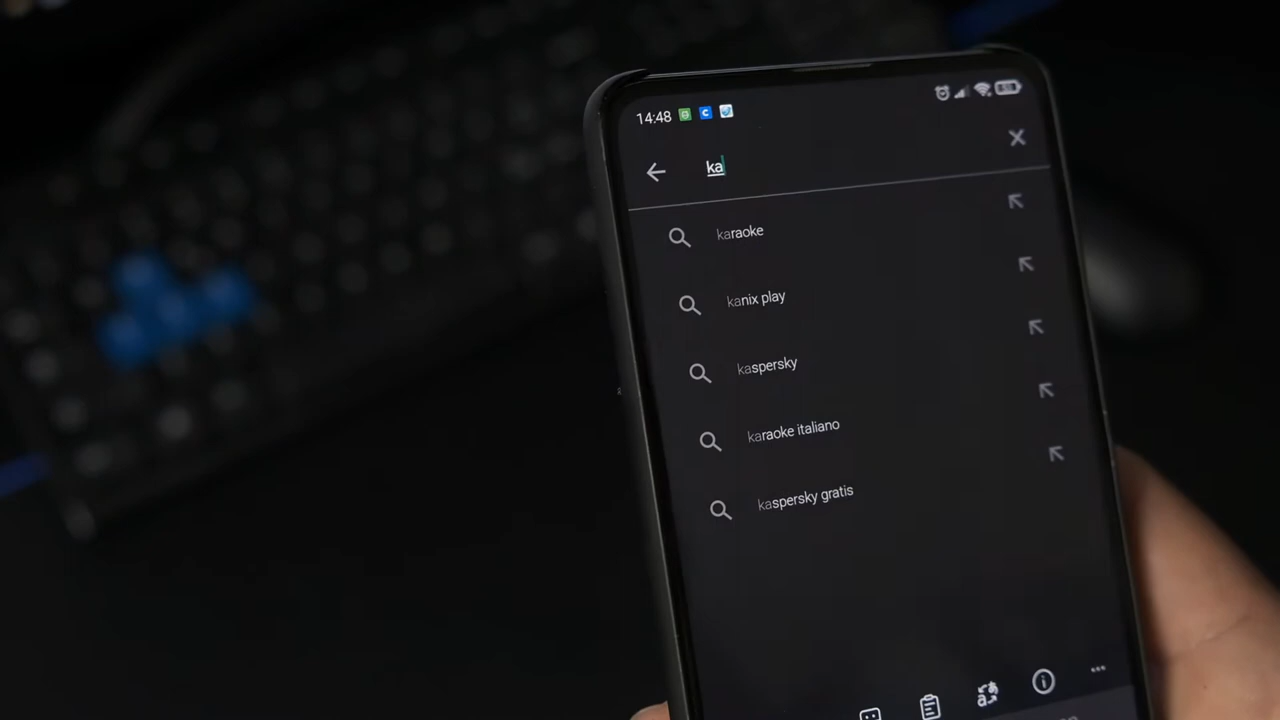 14:48
ka
karaoke
kanix play
kaspersky
karaoke italiano
kaspersky gratis